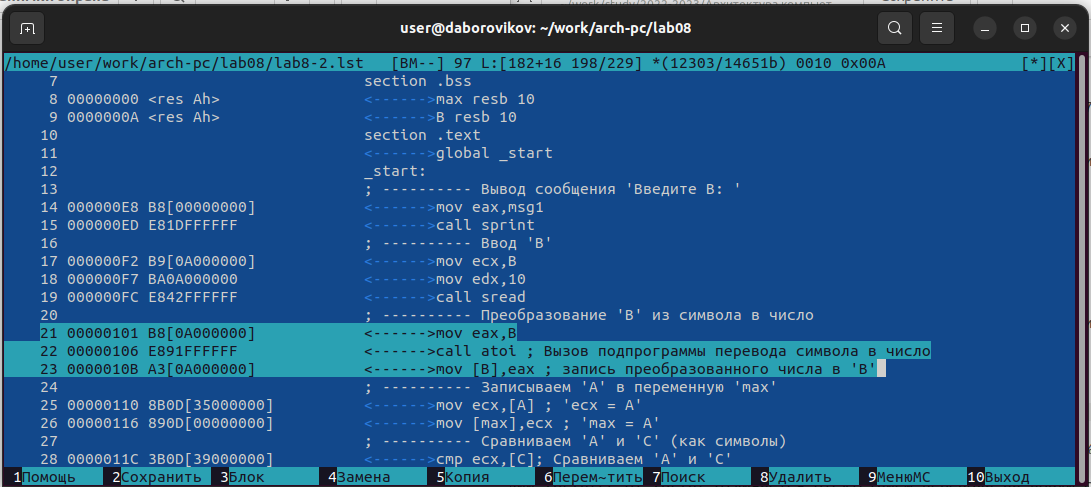 /work/study/2022-2023/Архитектура компьют
user@daborovikov: ~/work/arch-pc/lab08
/home/user/work/arch-pc/lab08/lab8-2.lst [BM--] 97 L:[182+16 198/229] *(12303/14651b) 0010 0x00A [*][X]
7 section .bss
8 00000000 <res Ah> <------>max resb 10
9 0000000A <res Ah> <------>B resb 10
10 section .text
11 <------>global _start
12 _start:
13 ; ---------- Вывод сообщения 'Введите B: '
14 000000E8 B8[00000000] <------>mov eax,msg1
15 000000ED E81DFFFFFF <------>call sprint
16 ; ---------- Ввод 'B'
17 000000F2 B9[0A000000] <------>mov ecx,B
18 000000F7 BA0A000000 <------>mov edx,10
19 000000FC E842FFFFFF <------>call sread
20 ; ---------- Преобразование 'B' из символа в число
21 00000101 B8[0A000000] <------>mov eax,B
22 00000106 E891FFFFFF <------>call atoi ; Вызов подпрограммы перевода символа в число
23 0000010B A3[0A000000] <------>mov [B],eax ; запись преобразованного числа в 'B'
24 ; ---------- Записываем 'A' в переменную 'max'
25 00000110 8B0D[35000000] <------>mov ecx,[A] ; 'ecx = A'
26 00000116 890D[00000000] <------>mov [max],ecx ; 'max = A'
27 ; ---------- Сравниваем 'A' и 'C' (как символы)
28 0000011C 3B0D[39000000] <------>cmp ecx,[C]; Сравниваем 'A' и 'C'
1Помощь 2Сохранить 3Блок 4Замена 5Копия 6Перем~тить 7Поиск 8Удалить 9МенюMC 10Выход